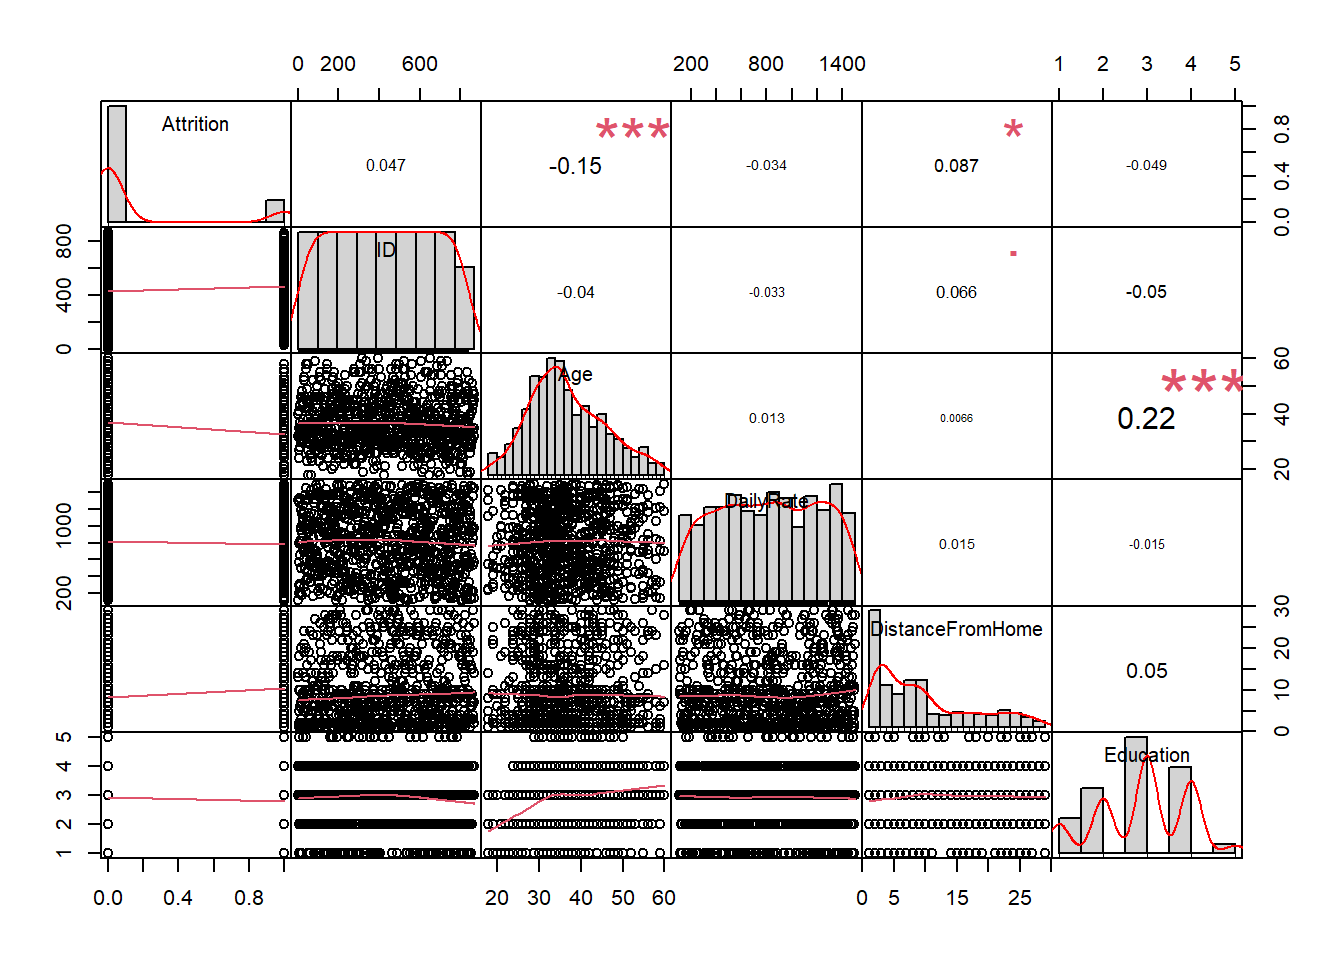 0 200 600 200 800 1400 1 2 3 4 5
Attrition 0.047 *** -0.15 -0.034 * 0.087 -0.049 0.0 0.4 0.8
0 400 800 ID -0.04 -0.033 . 0.066 -0.05
Age 0.013 0.0066 *** 0.22 20 40 60
200 1000 DailyRate 0.015 -0.015
DistanceFromHome 0.05 0 10 20 30
1 2 3 4 5 Education
0.0 0.4 0.8 20 30 40 50 60 0 5 15 25